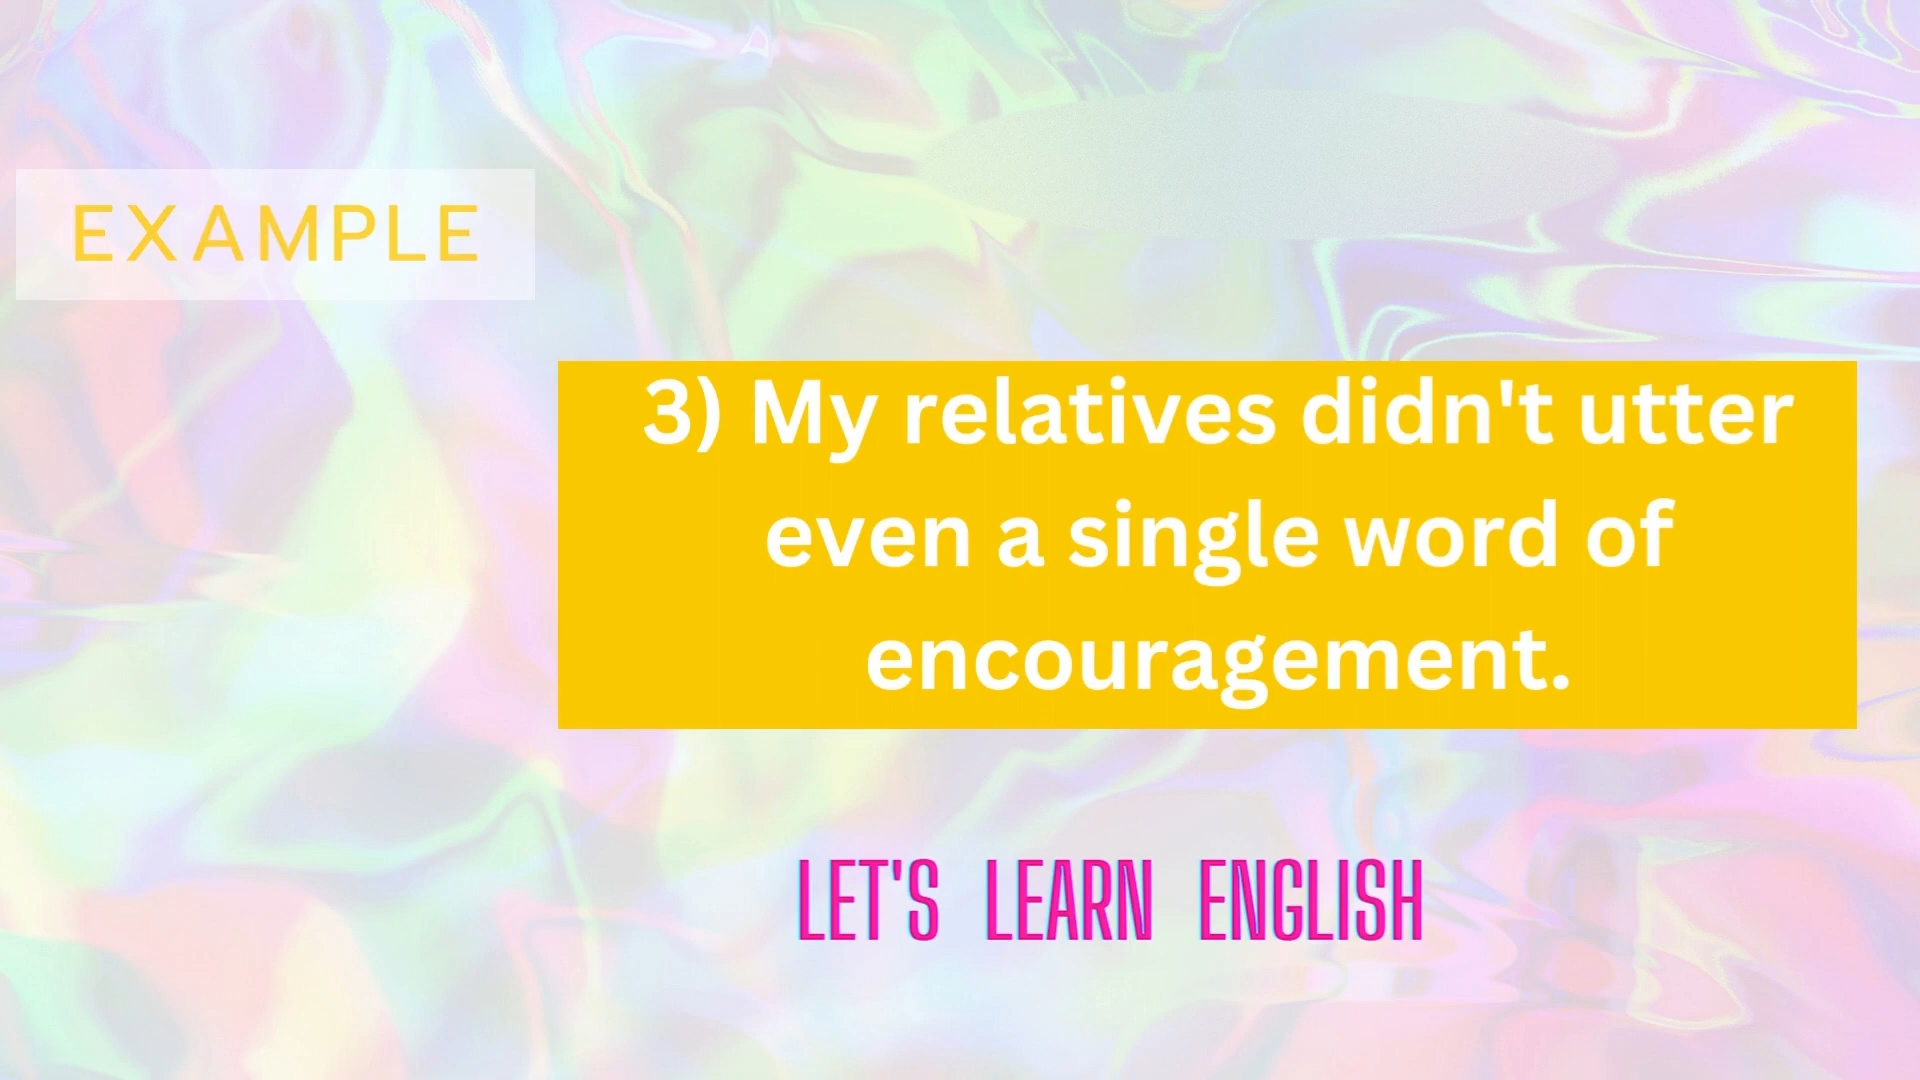 EXAMPLE
3) My relatives didn't utter
even a single word of
encouragement.
LET'S LEARN ENGLISH